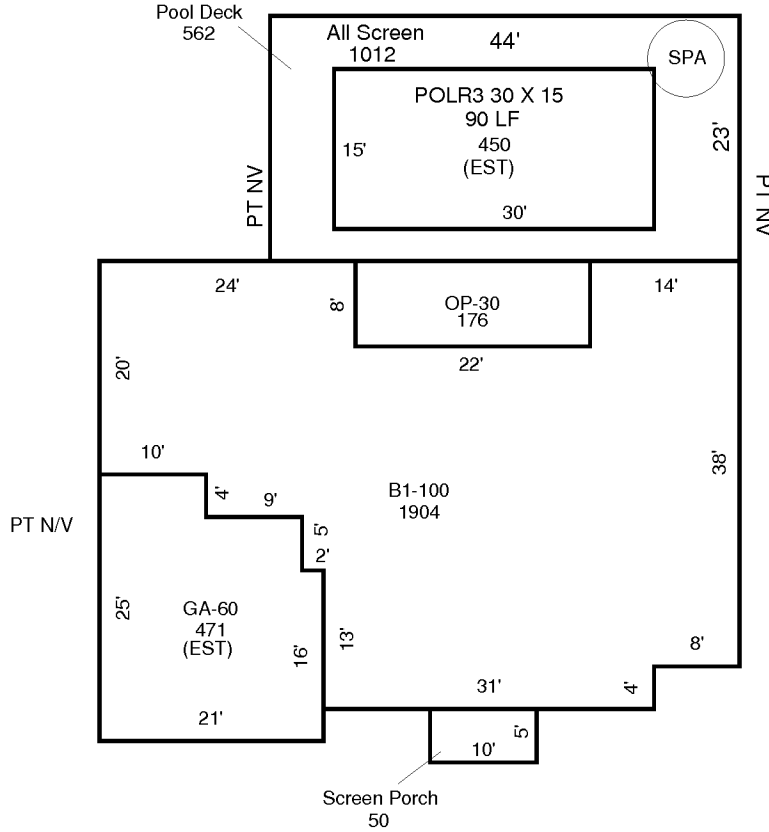 Pool Deck
562
All Screen
1012
44'
SPA
POLR3 30 X 15
90 LF
450
(EST)
15'
30'
23'
PT NV
PT NV
24'
8'
OP-30
176
14'
22'
20'
10'
4'
9'
5'
2'
38'
B1-100
1904
PT N/V
25'
GA-60
471
(EST)
16'
13'
8'
31'
4'
21'
5'
10'
Screen Porch
50